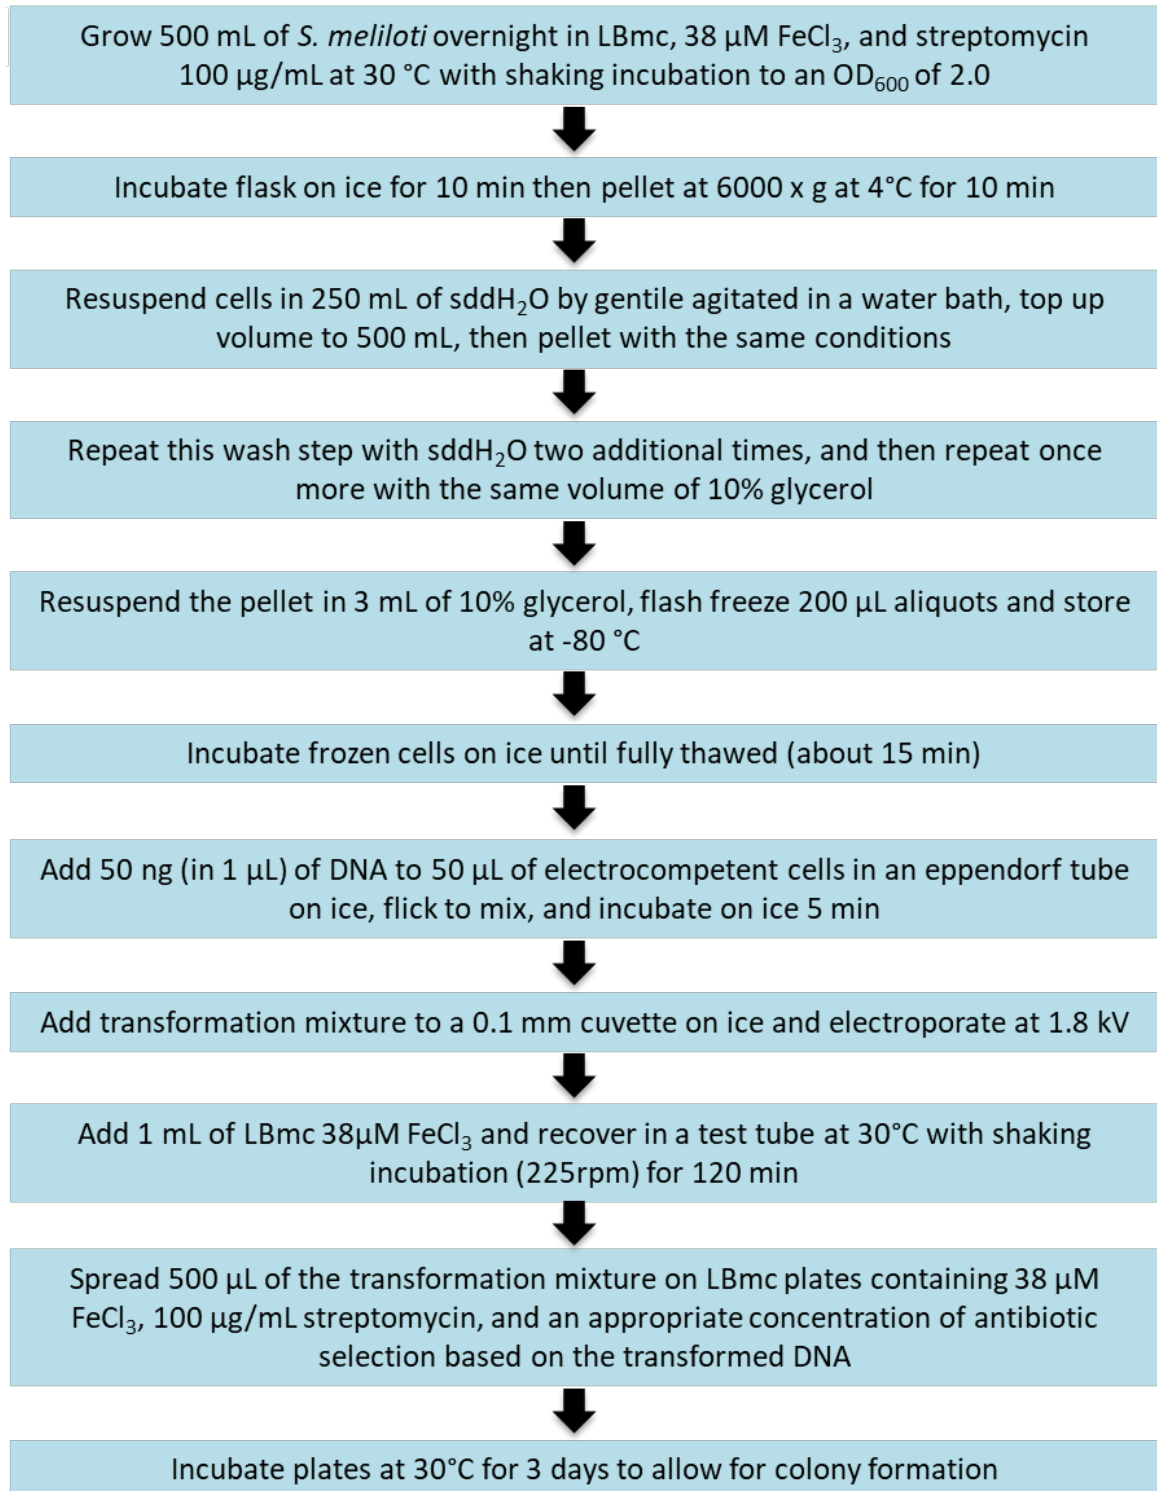 Grow 500 mL of S. meliloti overnight in LBmc, 38 µM FeCl₃, and streptomycin
100 µg/mL at 30 °C with shaking incubation to an OD₆₀₀ of 2.0
Incubate flask on ice for 10 min then pellet at 6000 x g at 4°C for 10 min
Resuspend cells in 250 mL of sddH₂O by gentile agitated in a water bath, top up
volume to 500 mL, then pellet with the same conditions
Repeat this wash step with sddH₂O two additional times, and then repeat once
more with the same volume of 10% glycerol
Resuspend the pellet in 3 mL of 10% glycerol, flash freeze 200 µL aliquots and store
at -80 °C
Incubate frozen cells on ice until fully thawed (about 15 min)
Add 50 ng (in 1 µL) of DNA to 50 µL of electrocompetent cells in an eppendorf tube
on ice, flick to mix, and incubate on ice 5 min
Add transformation mixture to a 0.1 mm cuvette on ice and electroporate at 1.8 kV
Add 1 mL of LBmc 38µM FeCl₃ and recover in a test tube at 30°C with shaking
incubation (225rpm) for 120 min
Spread 500 µL of the transformation mixture on LBmc plates containing 38 µM
FeCl₃, 100 µg/mL streptomycin, and an appropriate concentration of antibiotic
selection based on the transformed DNA
Incubate plates at 30°C for 3 days to allow for colony formation